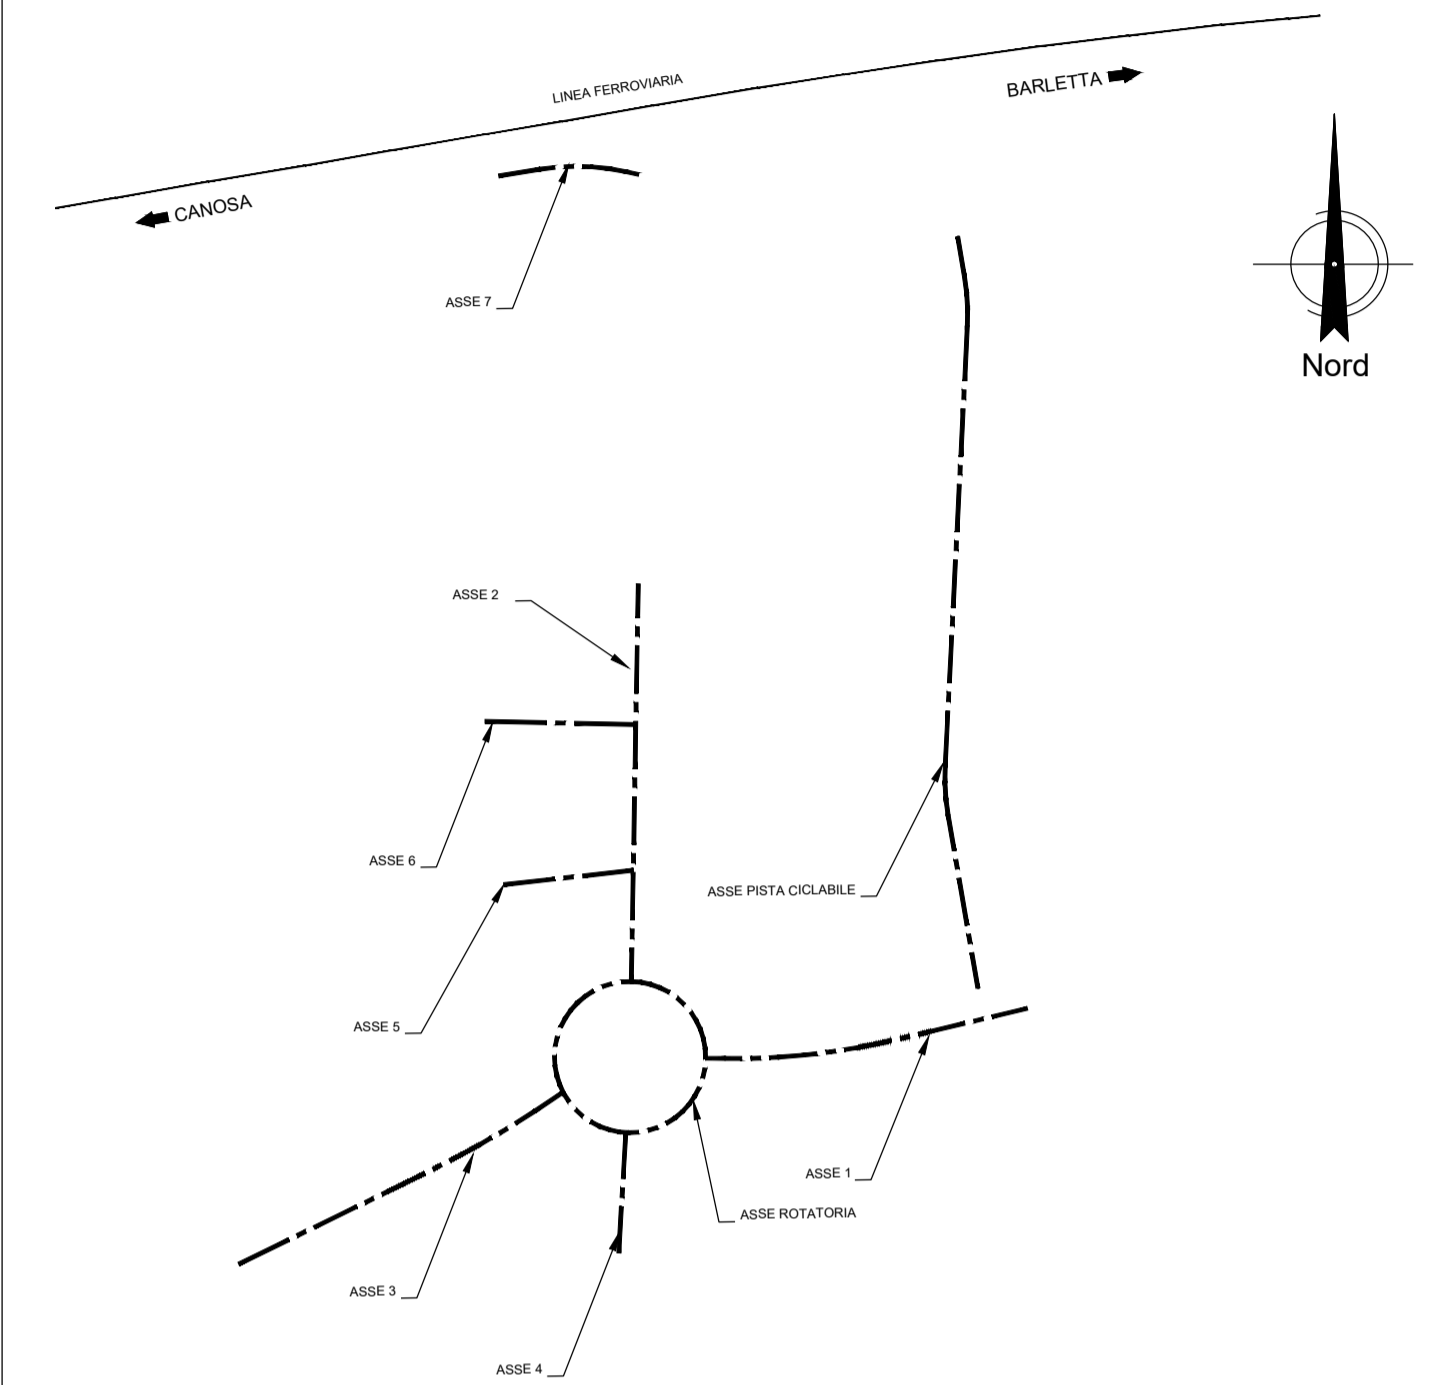 LINEA FERROVIARIA
BARLETTA
CANOSA
ASSE 7
Nord
ASSE 2
ASSE 6
ASSE PISTA CICLABILE
ASSE 5
ASSE 1
ASSE ROTATORIA
ASSE 3
ASSE 4